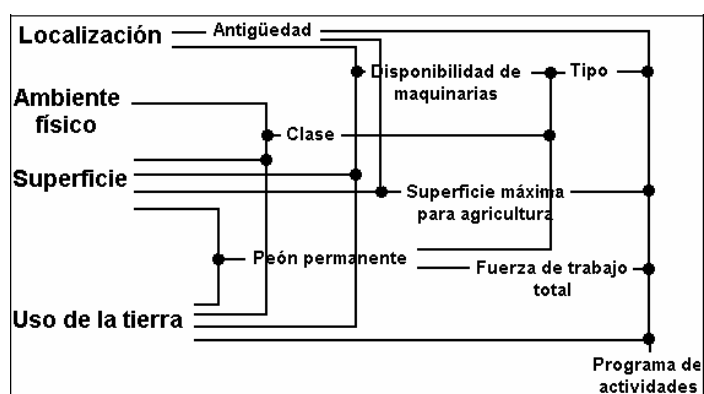 Localización
Antigüedad
Disponibilidad de
maquinarias
Tipo
Ambiente
físico
Clase
Superficie
Superficie máxima
para agricultura
Peón permanente
Fuerza de trabajo
total
Uso de la tierra
Programa de
actividades